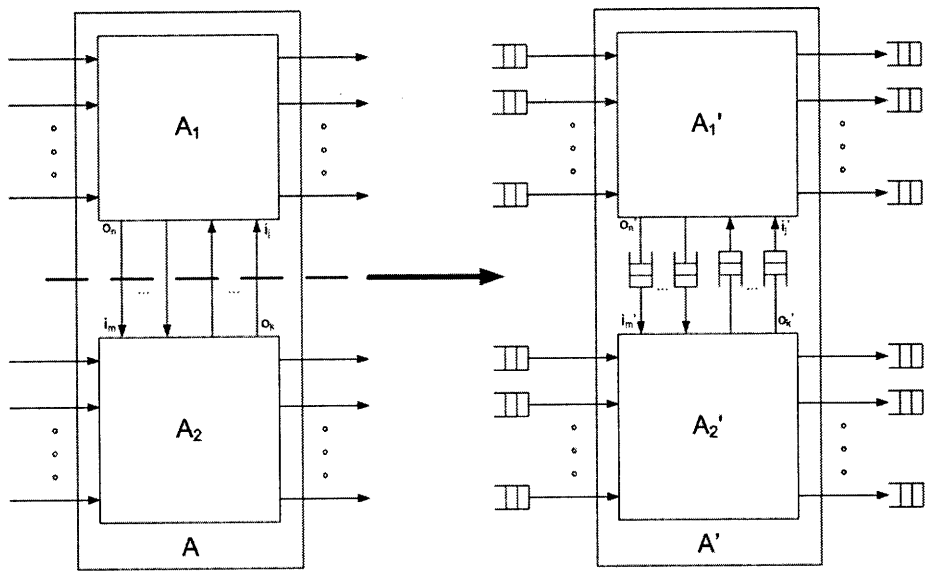 A₁
oₙ iⱼ
... ...
iₘ oₖ
A₂
A
A₁'
oₙ' iⱼ'
... ...
iₘ' oₖ'
A₂'
A'